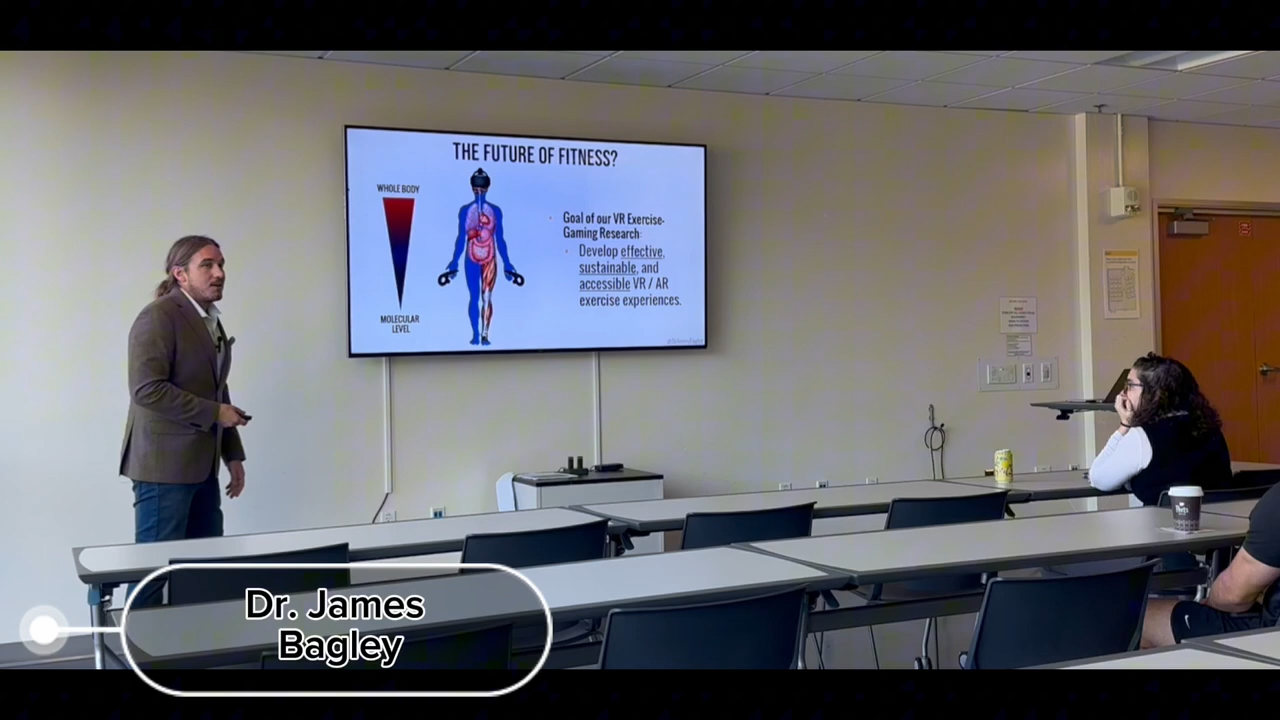 THE FUTURE OF FITNESS?
WHOLE BODY
MOLECULAR
LEVEL
Goal of our VR Exercise-
Gaming Research:
Develop effective,
sustainable, and
accessible VR / AR
exercise experiences.
Peet's
Dr. James
Bagley